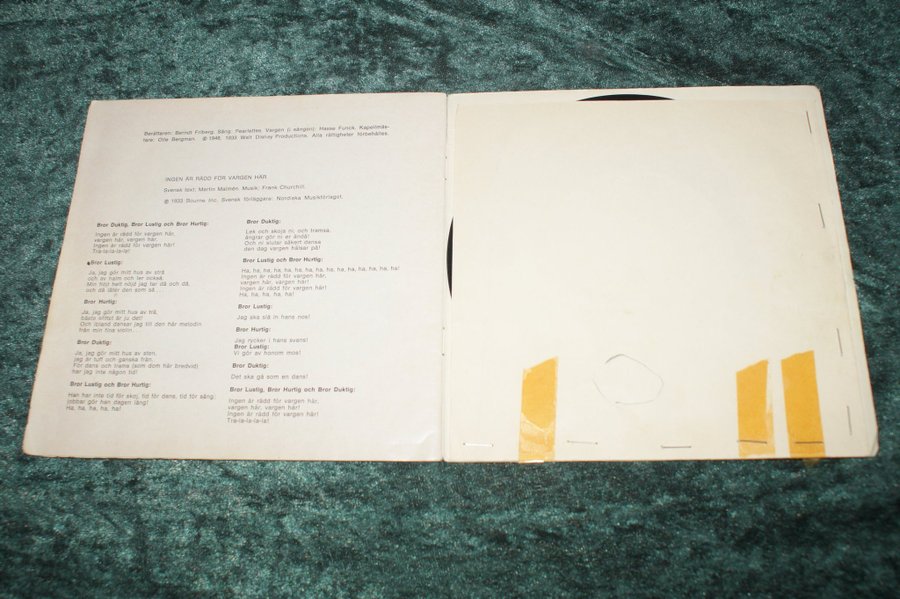 Berättaren: Berndt Friberg. Sång: Pearlettes. Vargen (i sången): Hasse Funck. Kapellmäs-
tare: Olle Bergman. ℗ 1948, 1933 Walt Disney Productions. Alla rättigheter förbehålles.
INGEN ÄR RÄDD FÖR VARGEN HÄR
Svensk text: Martin Malmén. Musik: Frank Churchill.
℗ 1933 Bourne Inc. Svensk förläggare: Nordiska Musikförlaget.
Bror Duktig, Bror Lustig och Bror Hurtig:
Ingen är rädd för vargen här,
vargen här, vargen här.
Ingen är rädd för vargen här!
Tra-la-la-la-la!
Bror Lustig:
Ja, jag gör mitt hus av strå
och av halm och ler också.
Min flöjt helt nöjd jag tar då och då,
och då låter den som så . . .
Bror Hurtig:
Ja, jag gör mitt hus av trä,
bästa slittet är ju det!
Och ibland dansar jag till den här melodin
från min fina violin . . .
Bror Duktig:
Ja, jag gör mitt hus av sten,
jag är tuff och ganska fran.
För dans och trams (som dom här bredvid)
har jag inte någon tid!
Bror Lustig och Bror Hurtig:
Han har inte tid för skoj, tid för dans, tid för sång;
jobbar gör han dagen lång!
Ha, ha, ha, ha, ha!
Bror Duktig:
Lek och skoja ni, och tramsa,
ångrar gör ni er ändå!
Och ni slutar säkert dansa
den dag vargen hälsar på!
Bror Lustig och Bror Hurtig:
Ha, ha, ha, ha, ha, ha, ha, ha, ha, ha, ha, ha, ha, ha, ha!
Ingen är rädd för vargen här!
vargen här, vargen här!
Ingen är rädd för vargen här!
Ha, ha, ha, ha, ha!
Bror Lustig:
Jag ska slå in hans nos!
Bror Hurtig:
Jag rycker i hans svans!
Bror Lustig:
Vi gör av honom mos!
Bror Duktig:
Det ska gå som en dans!
Bror Lustig, Bror Hurtig och Bror Duktig:
Ingen är rädd för vargen här,
vargen här, vargen här!
Ingen är rädd för vargen här!
Tra-la-la-la-la!